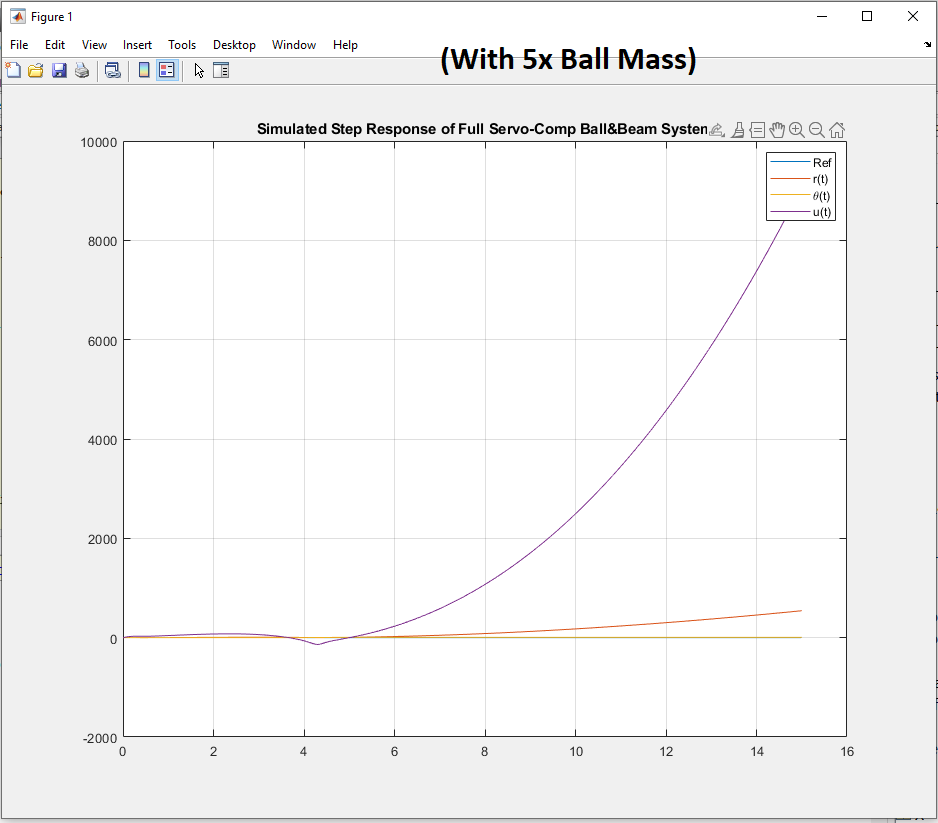 Figure 1
File Edit View Insert Tools Desktop Window Help
(With 5x Ball Mass)
Simulated Step Response of Full Servo-Comp Ball&Beam System
10000
8000
6000
4000
2000
0
-2000
0 2 4 6 8 10 12 14 16
Ref
r(t)
θ(t)
u(t)